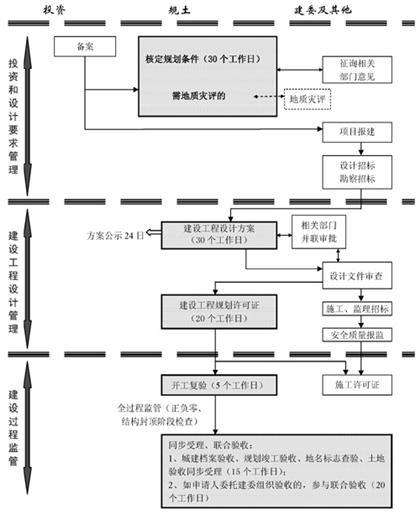 投资
规土
建委及其他
投资和设计要求管理
备案
核定规划条件（30个工作日）
需地质灾评的
征询相关
部门意见
地质灾评
项目报建
设计招标
勘察招标
建设工程设计管理
方案公示24日
建设工程设计方案
（30个工作日）
相关部门
并联审批
设计文件审查
建设工程规划许可证
（20个工作日）
施工、监理招标
安全质量报监
建设过程监管
开工复验（5个工作日）
施工许可证
全过程监管（正负零、
结构封顶阶段检查）
同步受理、联合验收：
1、城建档案验收、规划竣工验收、地名标志查验、土地
验收同步受理（15个工作日）；
2、如申请人委托建委组织验收的，参与联合验收（20
个工作日）